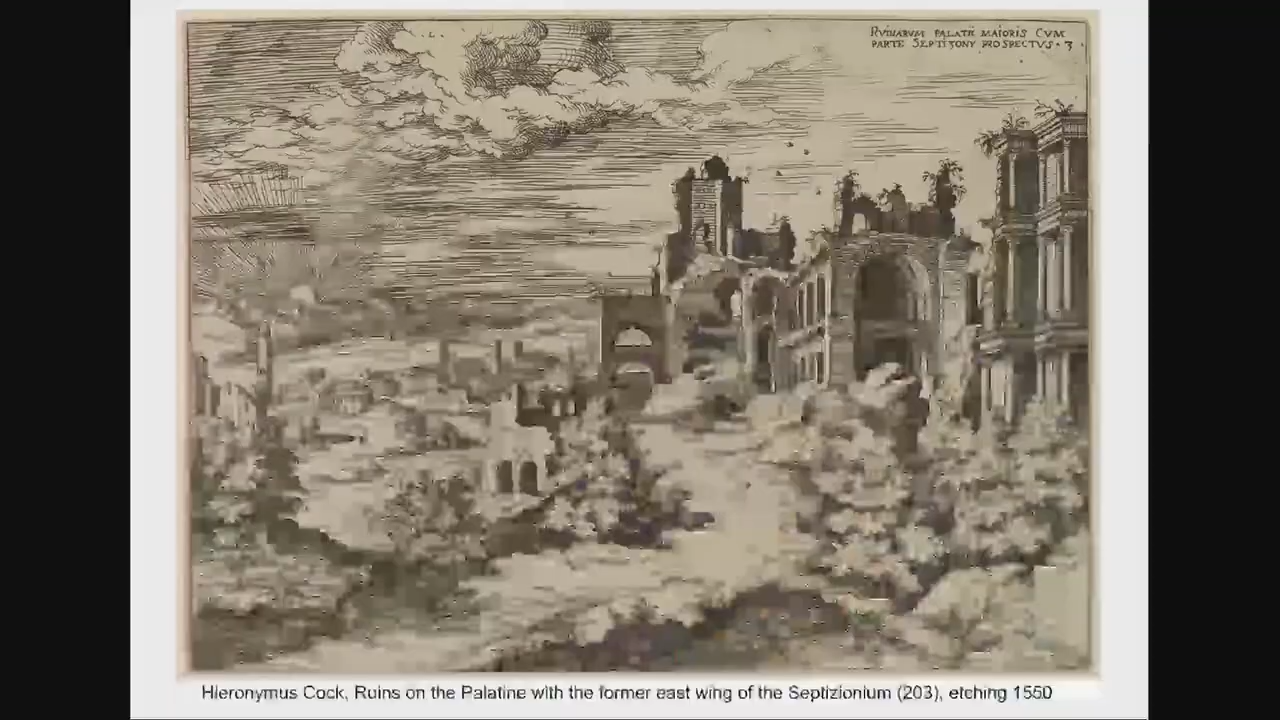 RVINARVM PALATII MAIORIS CVM
PARTE SEPTIZONY PROSPECTVS · 3
Hieronymus Cock, Ruins on the Palatine with the former east wing of the Septizionium (203), etching 1550